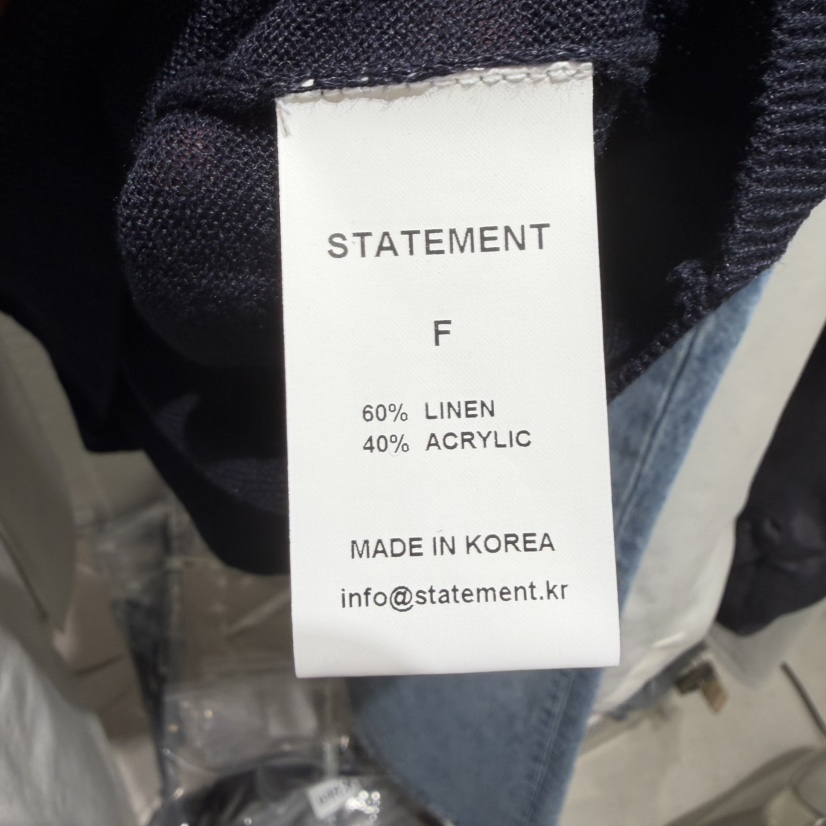 STATEMENT
F
60% LINEN
40% ACRYLIC
MADE IN KOREA
info@statement.kr